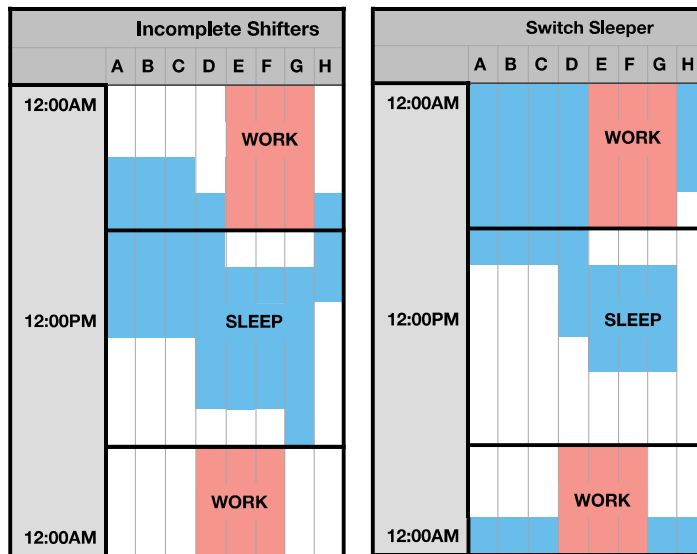 Incomplete Shifters
A B C D E F G H
12:00AM
WORK
12:00PM
SLEEP
WORK
12:00AM
Switch Sleeper
A B C D E F G H
12:00AM
WORK
12:00PM
SLEEP
WORK
12:00AM